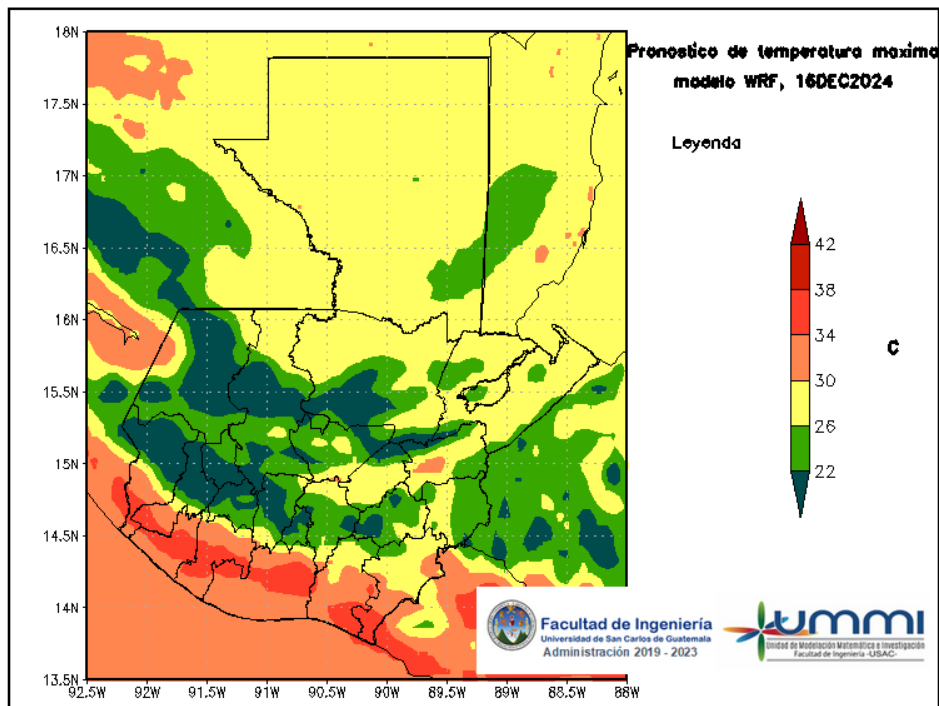 Pronostico de temperatura maxima
modelo WRF, 16DEC2024
Leyenda
18N
17.5N
17N
16.5N
16N
15.5N
15N
14.5N
14N
13.5N
92.5W
92W
91.5W
91W
90.5W
90W
89.5W
89W
88.5W
88W
42
38
34
30
26
22
C
Facultad de Ingeniería
Universidad de San Carlos de Guatemala
Administración 2019 - 2023
ummi
Unidad de Modelación Matemática e Investigación
Facultad de Ingeniería -USAC-